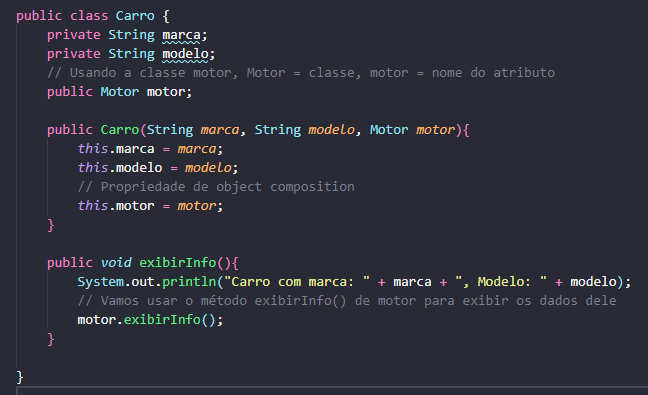 public class Carro {
    private String marca;
    private String modelo;
    // Usando a classe motor, Motor = classe, motor = nome do atributo
    public Motor motor;

    public Carro(String marca, String modelo, Motor motor){
        this.marca = marca;
        this.modelo = modelo;
        // Propriedade de object composition
        this.motor = motor;
    }

    public void exibirInfo(){
        System.out.println("Carro com marca: " + marca + ", Modelo: " + modelo);
        // Vamos usar o método exibirInfo() de motor para exibir os dados dele
        motor.exibirInfo();
    }

}